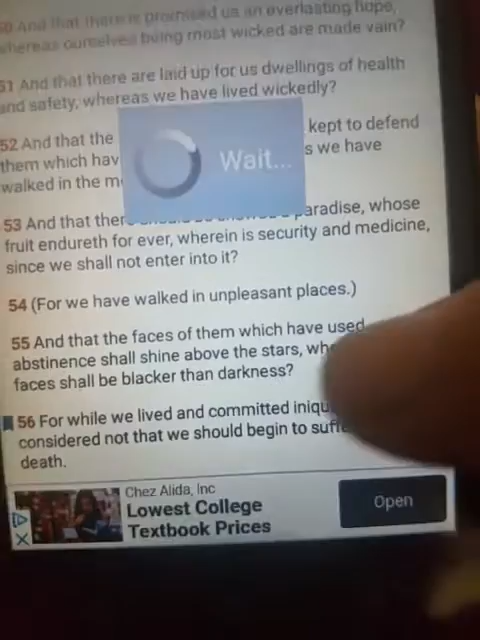 50 And that there is promised us an everlasting hope,
whereas ourselves being most wicked are made vain?
51 And that there are laid up for us dwellings of health
and safety, whereas we have lived wickedly?
52 And that the kept to defend
them which hav s we have
walked in the m
53 And that ther paradise, whose
fruit endureth for ever, wherein is security and medicine,
since we shall not enter into it?
54 (For we have walked in unpleasant places.)
55 And that the faces of them which have used
abstinence shall shine above the stars, wh
faces shall be blacker than darkness?
56 For while we lived and committed iniqu
considered not that we should begin to suffe
death.
Wait...
Chez Alida, Inc
Lowest College
Textbook Prices
Open